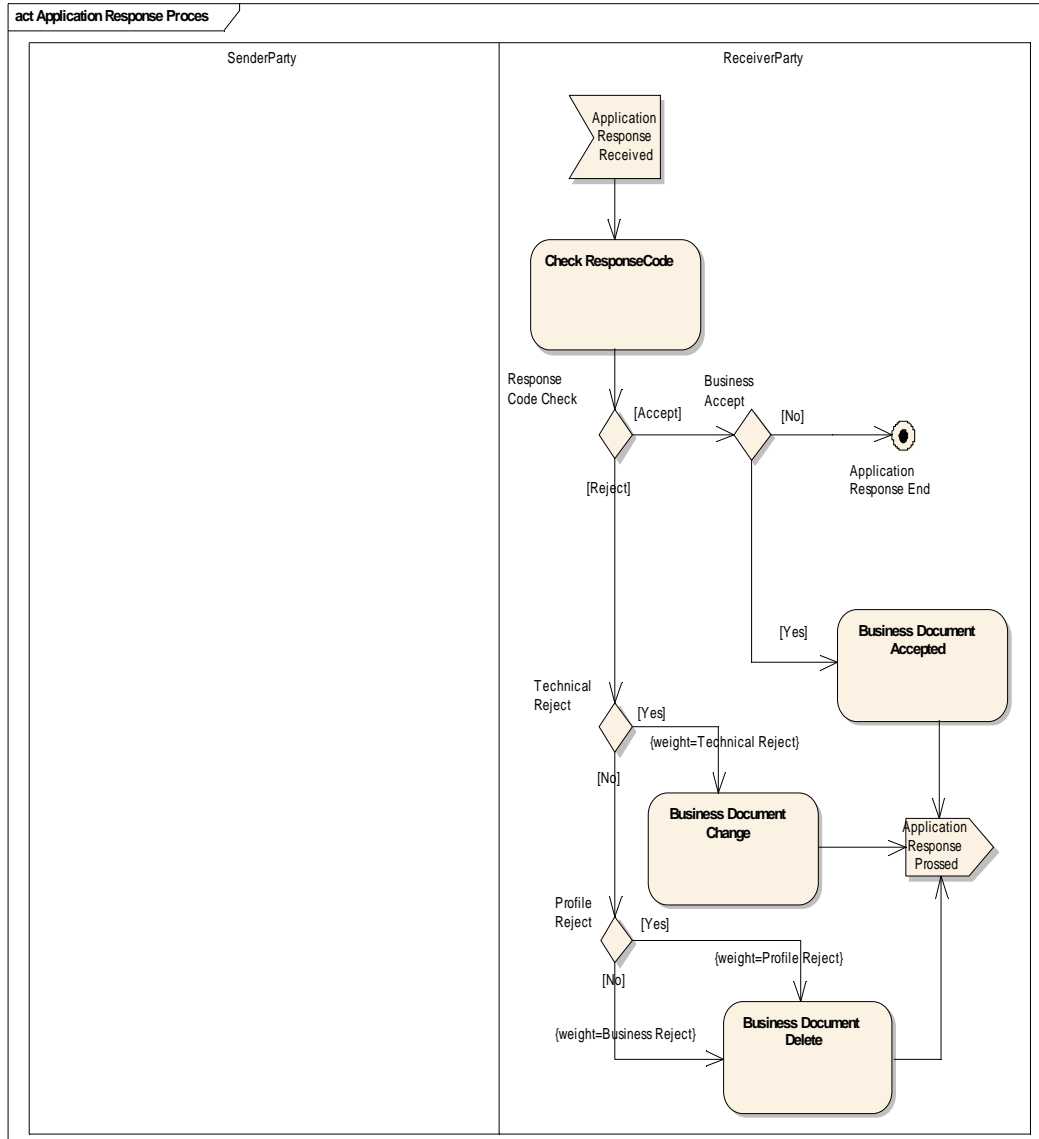 act Application Response Proces
SenderParty
ReceiverParty
Application
Response
Received
Check ResponseCode
Response
Code Check
Business
Accept
[Accept]
[No]
[Reject]
Application
Response End
[Yes]
Business Document
Accepted
Technical
Reject
[Yes]
{weight=Technical Reject}
[No]
Business Document
Change
Application
Response
Prossed
Profile
Reject
[Yes]
{weight=Profile Reject}
[No]
{weight=Business Reject}
Business Document
Delete